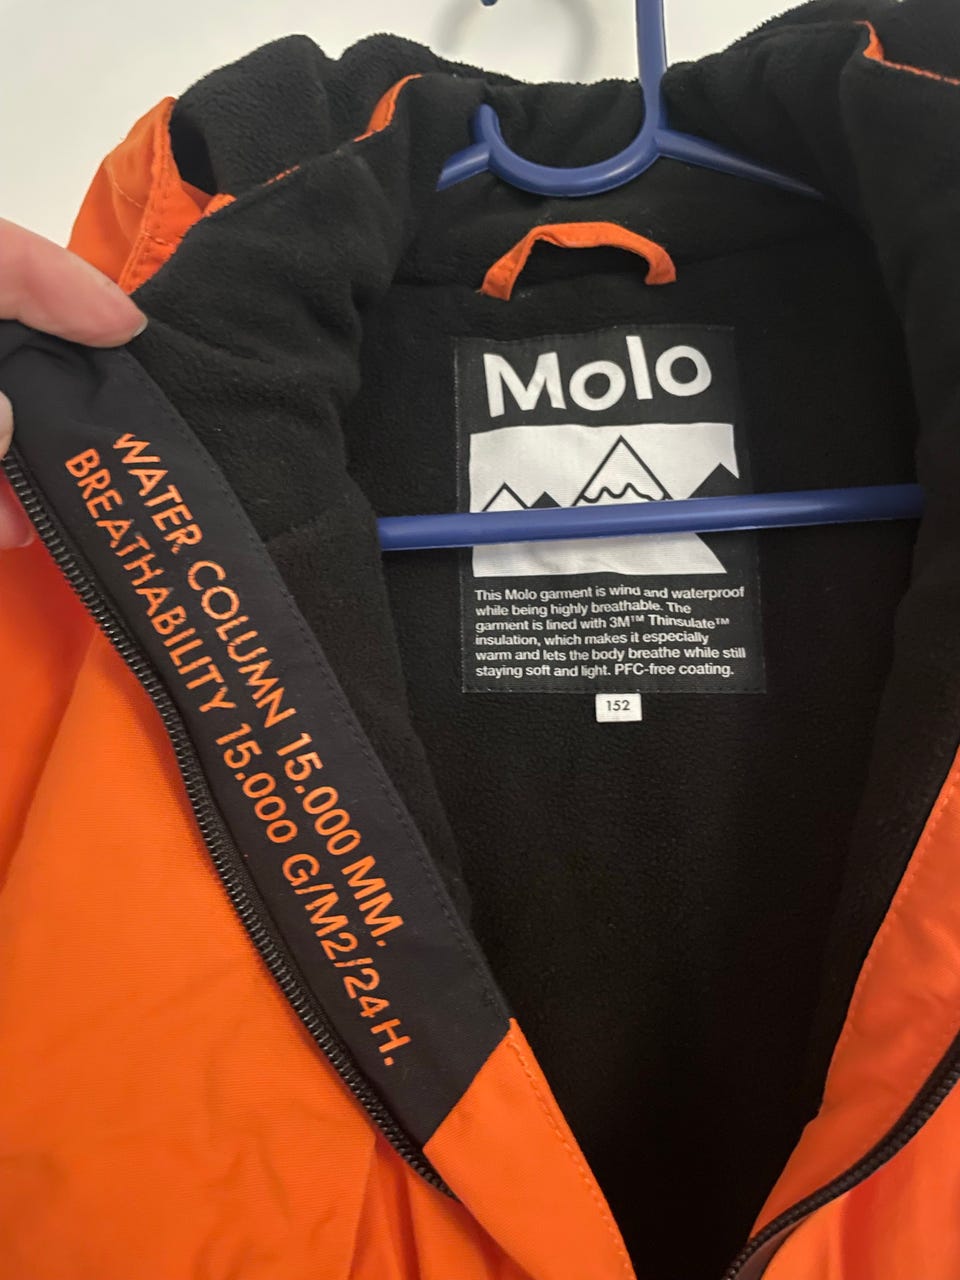 Molo
This Molo garment is wind and waterproof
while being highly breathable. The
garment is lined with 3M™ Thinsulate™
insulation, which makes it especially
warm and lets the body breathe while still
staying soft and light. PFC-free coating.
152
WATER COLUMN 15.000 MM.
BREATHABILITY 15.000 G/M2/24H.